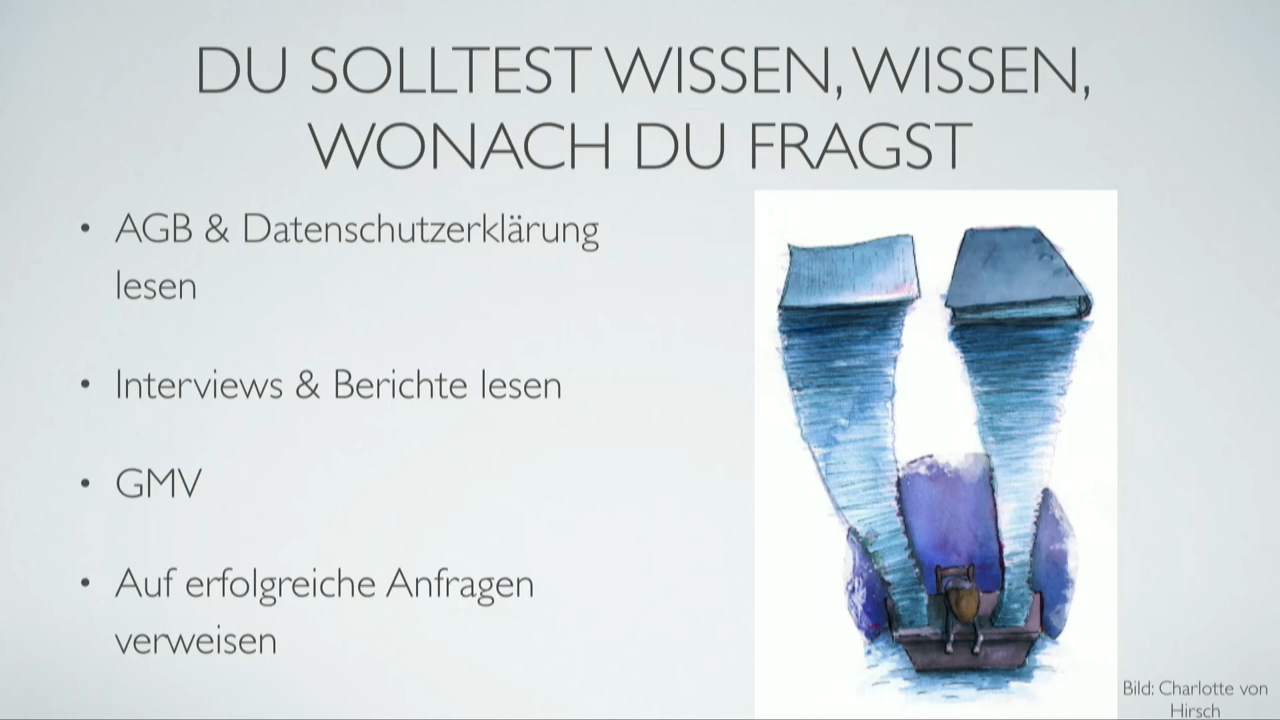 DU SOLLTEST WISSEN, WISSEN,
WONACH DU FRAGST
• AGB & Datenschutzerklärung
lesen
• Interviews & Berichte lesen
• GMV
• Auf erfolgreiche Anfragen
verweisen
Bild: Charlotte von
Hirsch